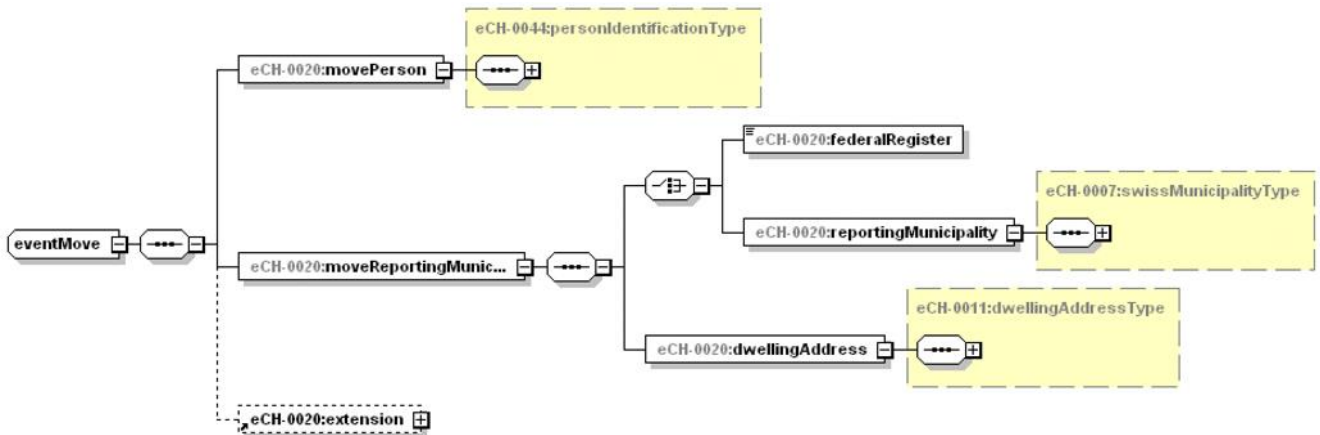 eCH-0044:personIdentificationType
eCH-0020:movePerson
eCH-0020:federalRegister
eCH-0007:swissMunicipalityType
eCH-0020:reportingMunicipality
eventMove
eCH-0020:moveReportingMunic...
eCH-0011:dwellingAddressType
eCH-0020:dwellingAddress
eCH-0020:extension